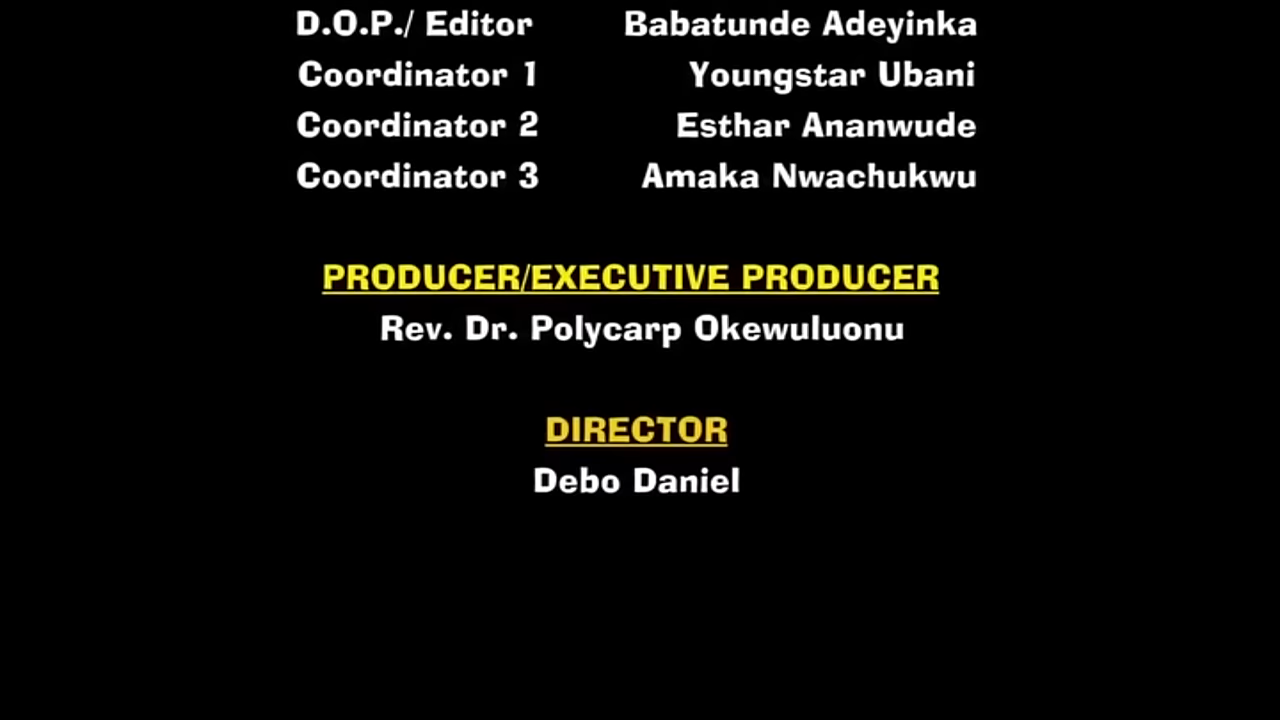 D.O.P./ Editor Babatunde Adeyinka
Coordinator 1 Youngstar Ubani
Coordinator 2 Esthar Ananwude
Coordinator 3 Amaka Nwachukwu
PRODUCER/EXECUTIVE PRODUCER
Rev. Dr. Polycarp Okewuluonu
DIRECTOR
Debo Daniel